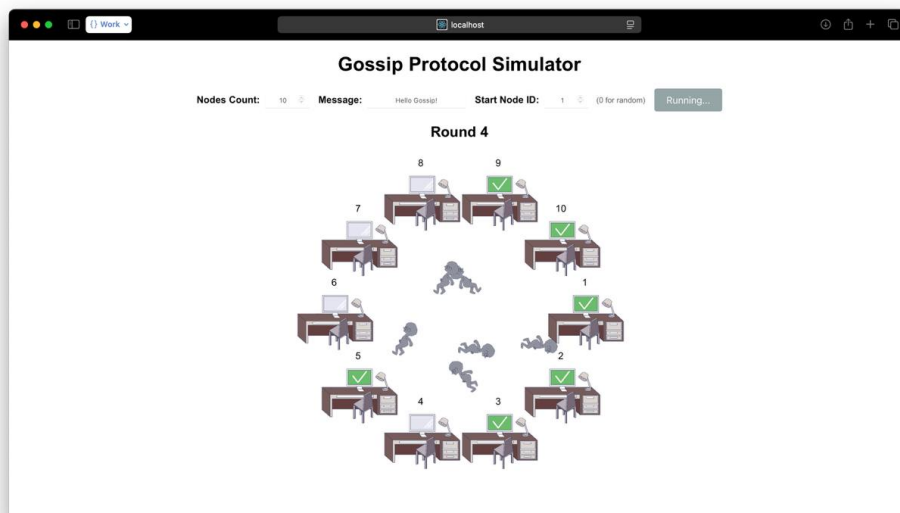 {} Work
localhost
Gossip Protocol Simulator
Nodes Count: 10 Message: Hello Gossip! Start Node ID: 1 (0 for random) Running...
Round 4
8 9
7 10
6 1
5 2
4 3